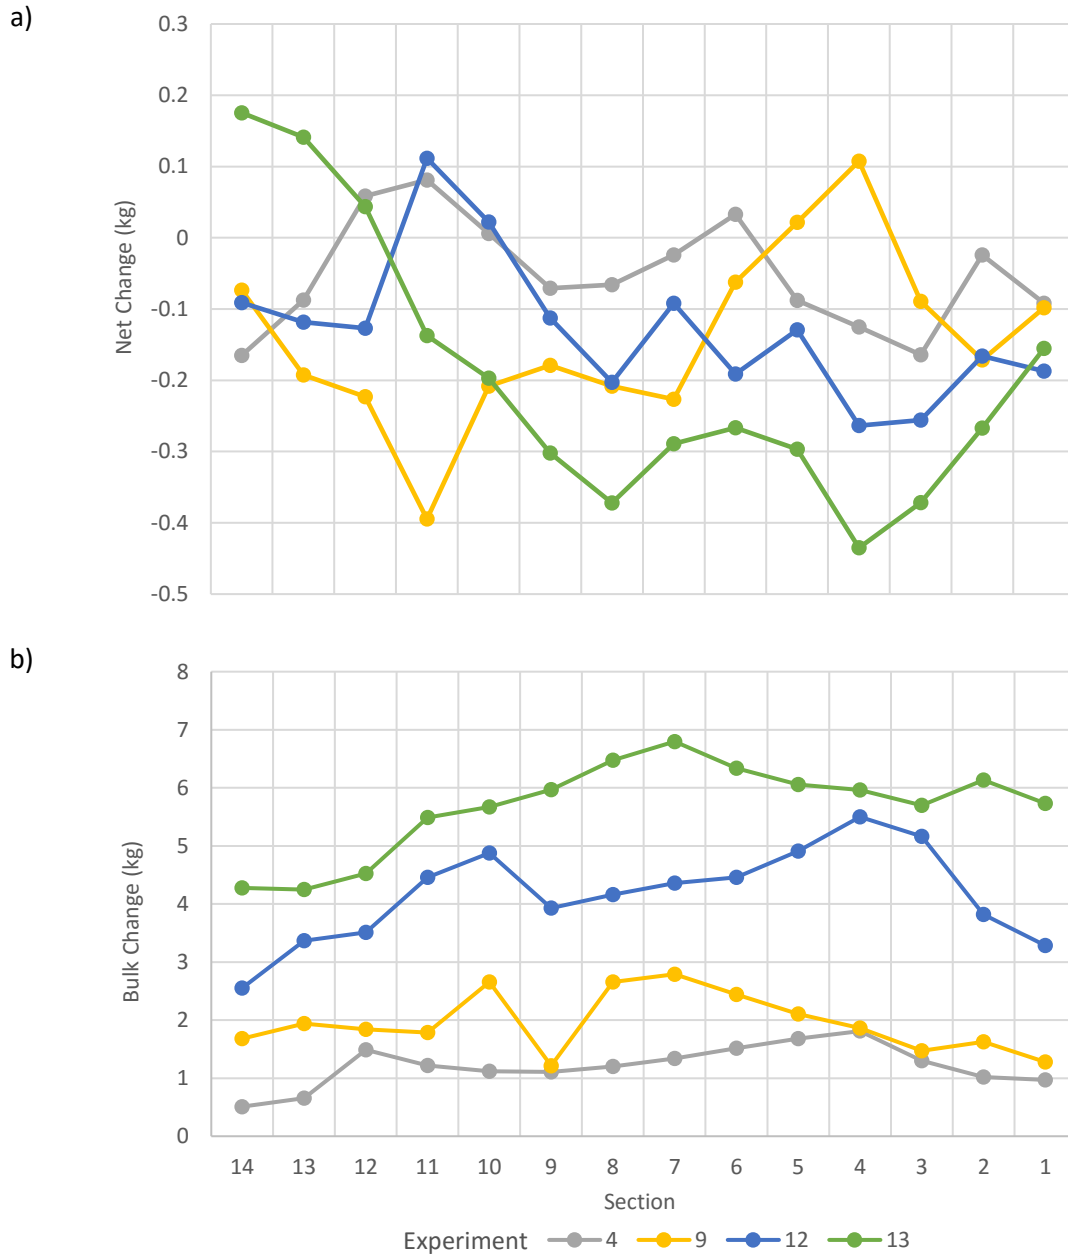 a)
0.3
0.2
0.1
0
-0.1
-0.2
-0.3
-0.4
-0.5
Net Change (kg)
b)
8
7
6
5
4
3
2
1
0
Bulk Change (kg)
14 13 12 11 10 9 8 7 6 5 4 3 2 1
Section
Experiment 4 9 12 13